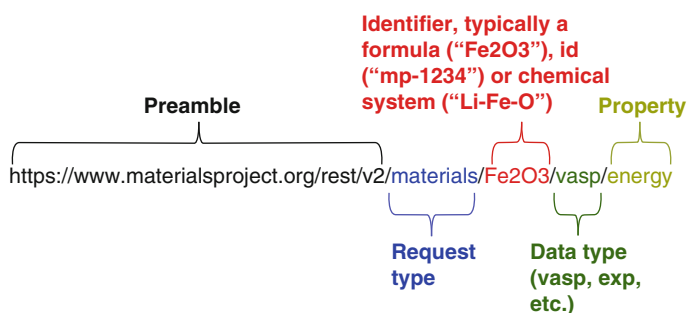 Identifier, typically a
formula (“Fe2O3”), id
(“mp-1234”) or chemical
system (“Li-Fe-O”)
Preamble
Property
https://www.materialsproject.org/rest/v2/materials/Fe2O3/vasp/energy
Request
type
Data type
(vasp, exp,
etc.)